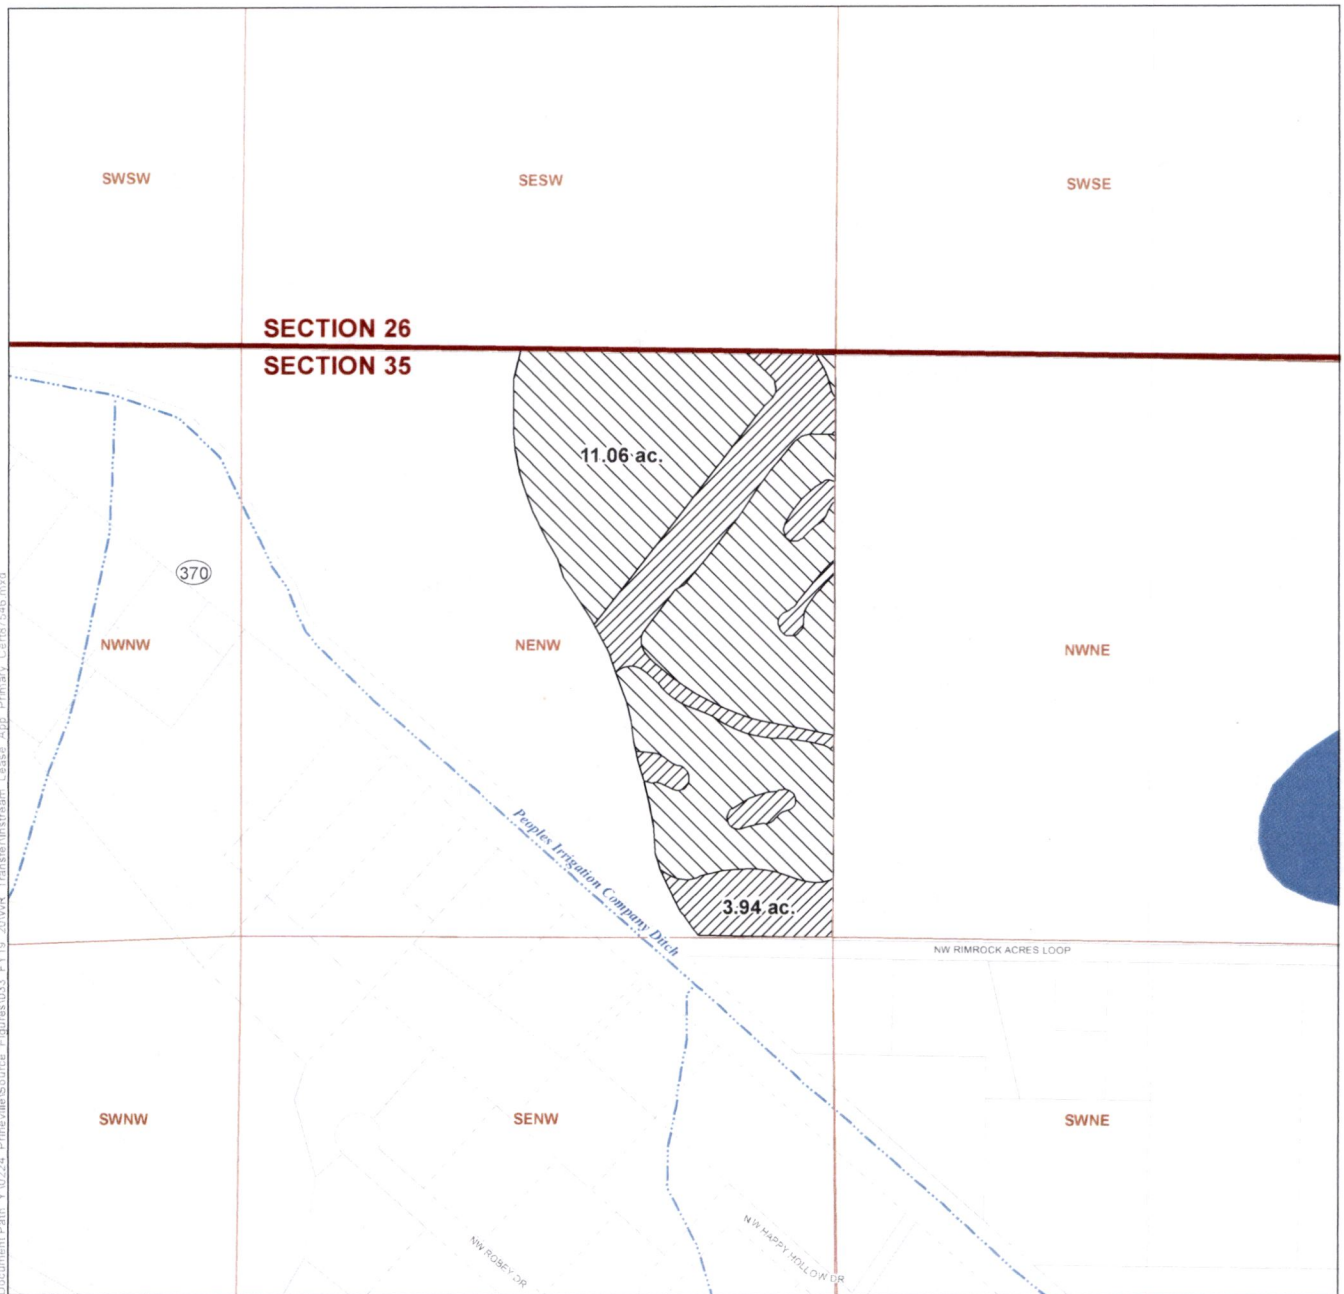 SWSW
SESW
SWSE
SECTION 26
SECTION 35
11.06 ac.
370
NWNW
NENW
NWNE
Peoples Irrigation Company Ditch
3.94 ac.
NW RIMROCK ACRES LOOP
SWNW
SENW
SWNE
NW ROBEY DR
NW HAPPY HOLLOW DR